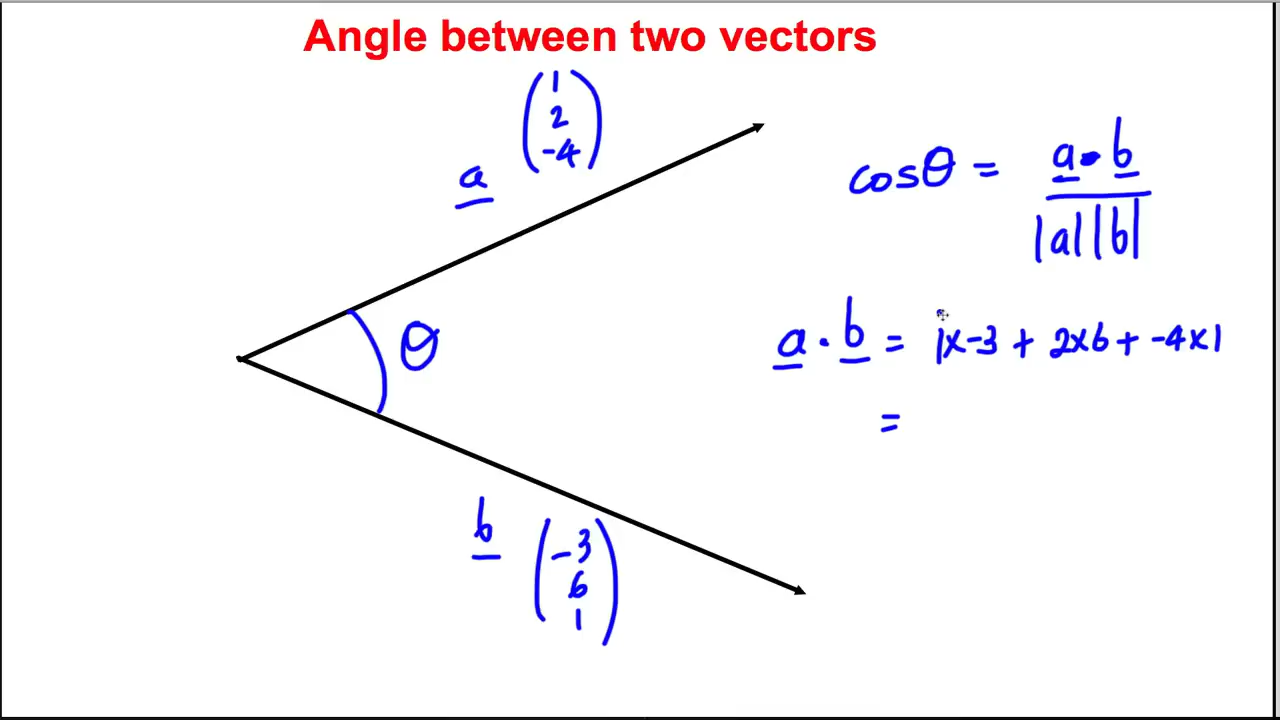 Angle between two vectors
a
1
2
-4
cosθ = a·b
|a||b|
θ
a·b = 1x-3 + 2x6 + -4x1
=
b
-3
6
1